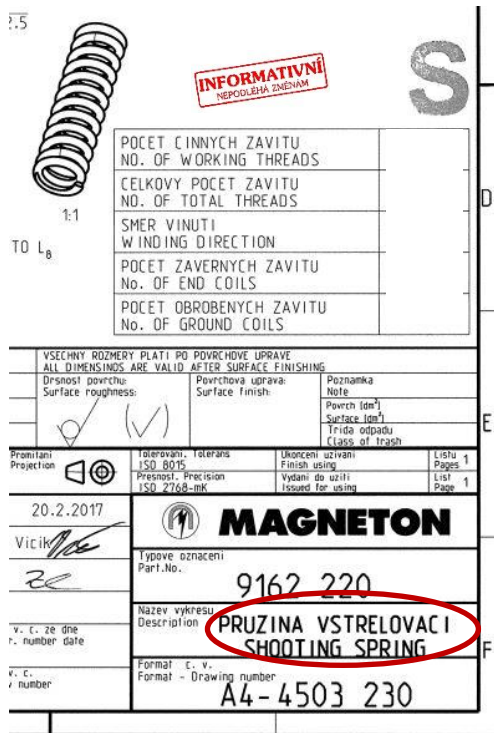 2.5
INFORMATIVNÍ
NEPODLÉHÁ ZMĚNÁM
S
1:1
TO L8
POCET CINNYCH ZAVITU
NO. OF WORKING THREADS
CELKOVY POCET ZAVITU
NO. OF TOTAL THREADS
SMER VINUTI
WINDING DIRECTION
POCET ZAVERNYCH ZAVITU
No. OF END COILS
POCET OBROBENYCH ZAVITU
No. OF GROUND COILS
D
VSECHNY ROZMERY PLATI PO POVRCHOVE UPRAVE
ALL DIMENSINDS ARE VALID AFTER SURFACE FINISHING
Drsnost povrchu:
Surface roughness:
Povrchova uprava:
Surface finish:
Poznamka
Note
Povrch [dm²]
Surface [dm²]
Trida odpadu
Class of trash
E
Promitani
Projection
Tolerovani. Tolerans
ISO 8015
Presnost. Precision
ISO 2768-mK
Ukonceni uzivani
Finish using
Vydani do uziti
Issued for using
Listu
Pages 1
List
Page 1
20.2.2017
Vicik
MAGNETON
Typove oznaceni
Part.No.
9162 220
v. c. ze dne
r. number date
Nazev vykresu
Description
PRUZINA VSTRELOVACI
SHOOTING SPRING
F
v. c.
v number
Format c. v.
Format - Drawing number
A4-4503 230